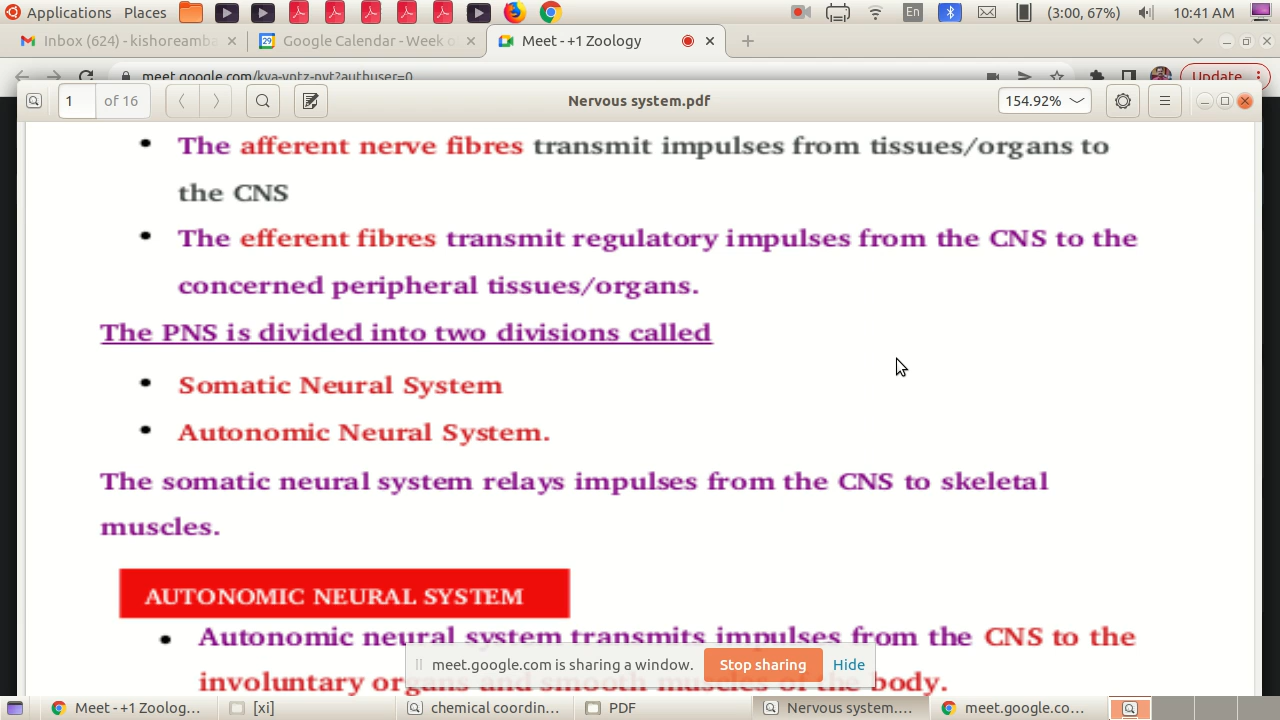 Applications Places En (3:00, 67%) 10:41 AM
Inbox (624) - kishoreamba Google Calendar - Week o Meet - +1 Zoology
meet.google.com/kva-vptz-pvt?authuser=0 Update
1 of 16 Nervous system.pdf 154.92%
• The afferent nerve fibres transmit impulses from tissues/organs to
the CNS
• The efferent fibres transmit regulatory impulses from the CNS to the
concerned peripheral tissues/organs.
The PNS is divided into two divisions called
• Somatic Neural System
• Autonomic Neural System.
The somatic neural system relays impulses from the CNS to skeletal
muscles.
AUTONOMIC NEURAL SYSTEM
• Autonomic neural system transmits impulses from the CNS to the
involuntary organs and smooth muscles of the body.
meet.google.com is sharing a window. Stop sharing Hide
Meet - +1 Zoolog... [xi] chemical coordin... PDF Nervous system.... meet.google.co...